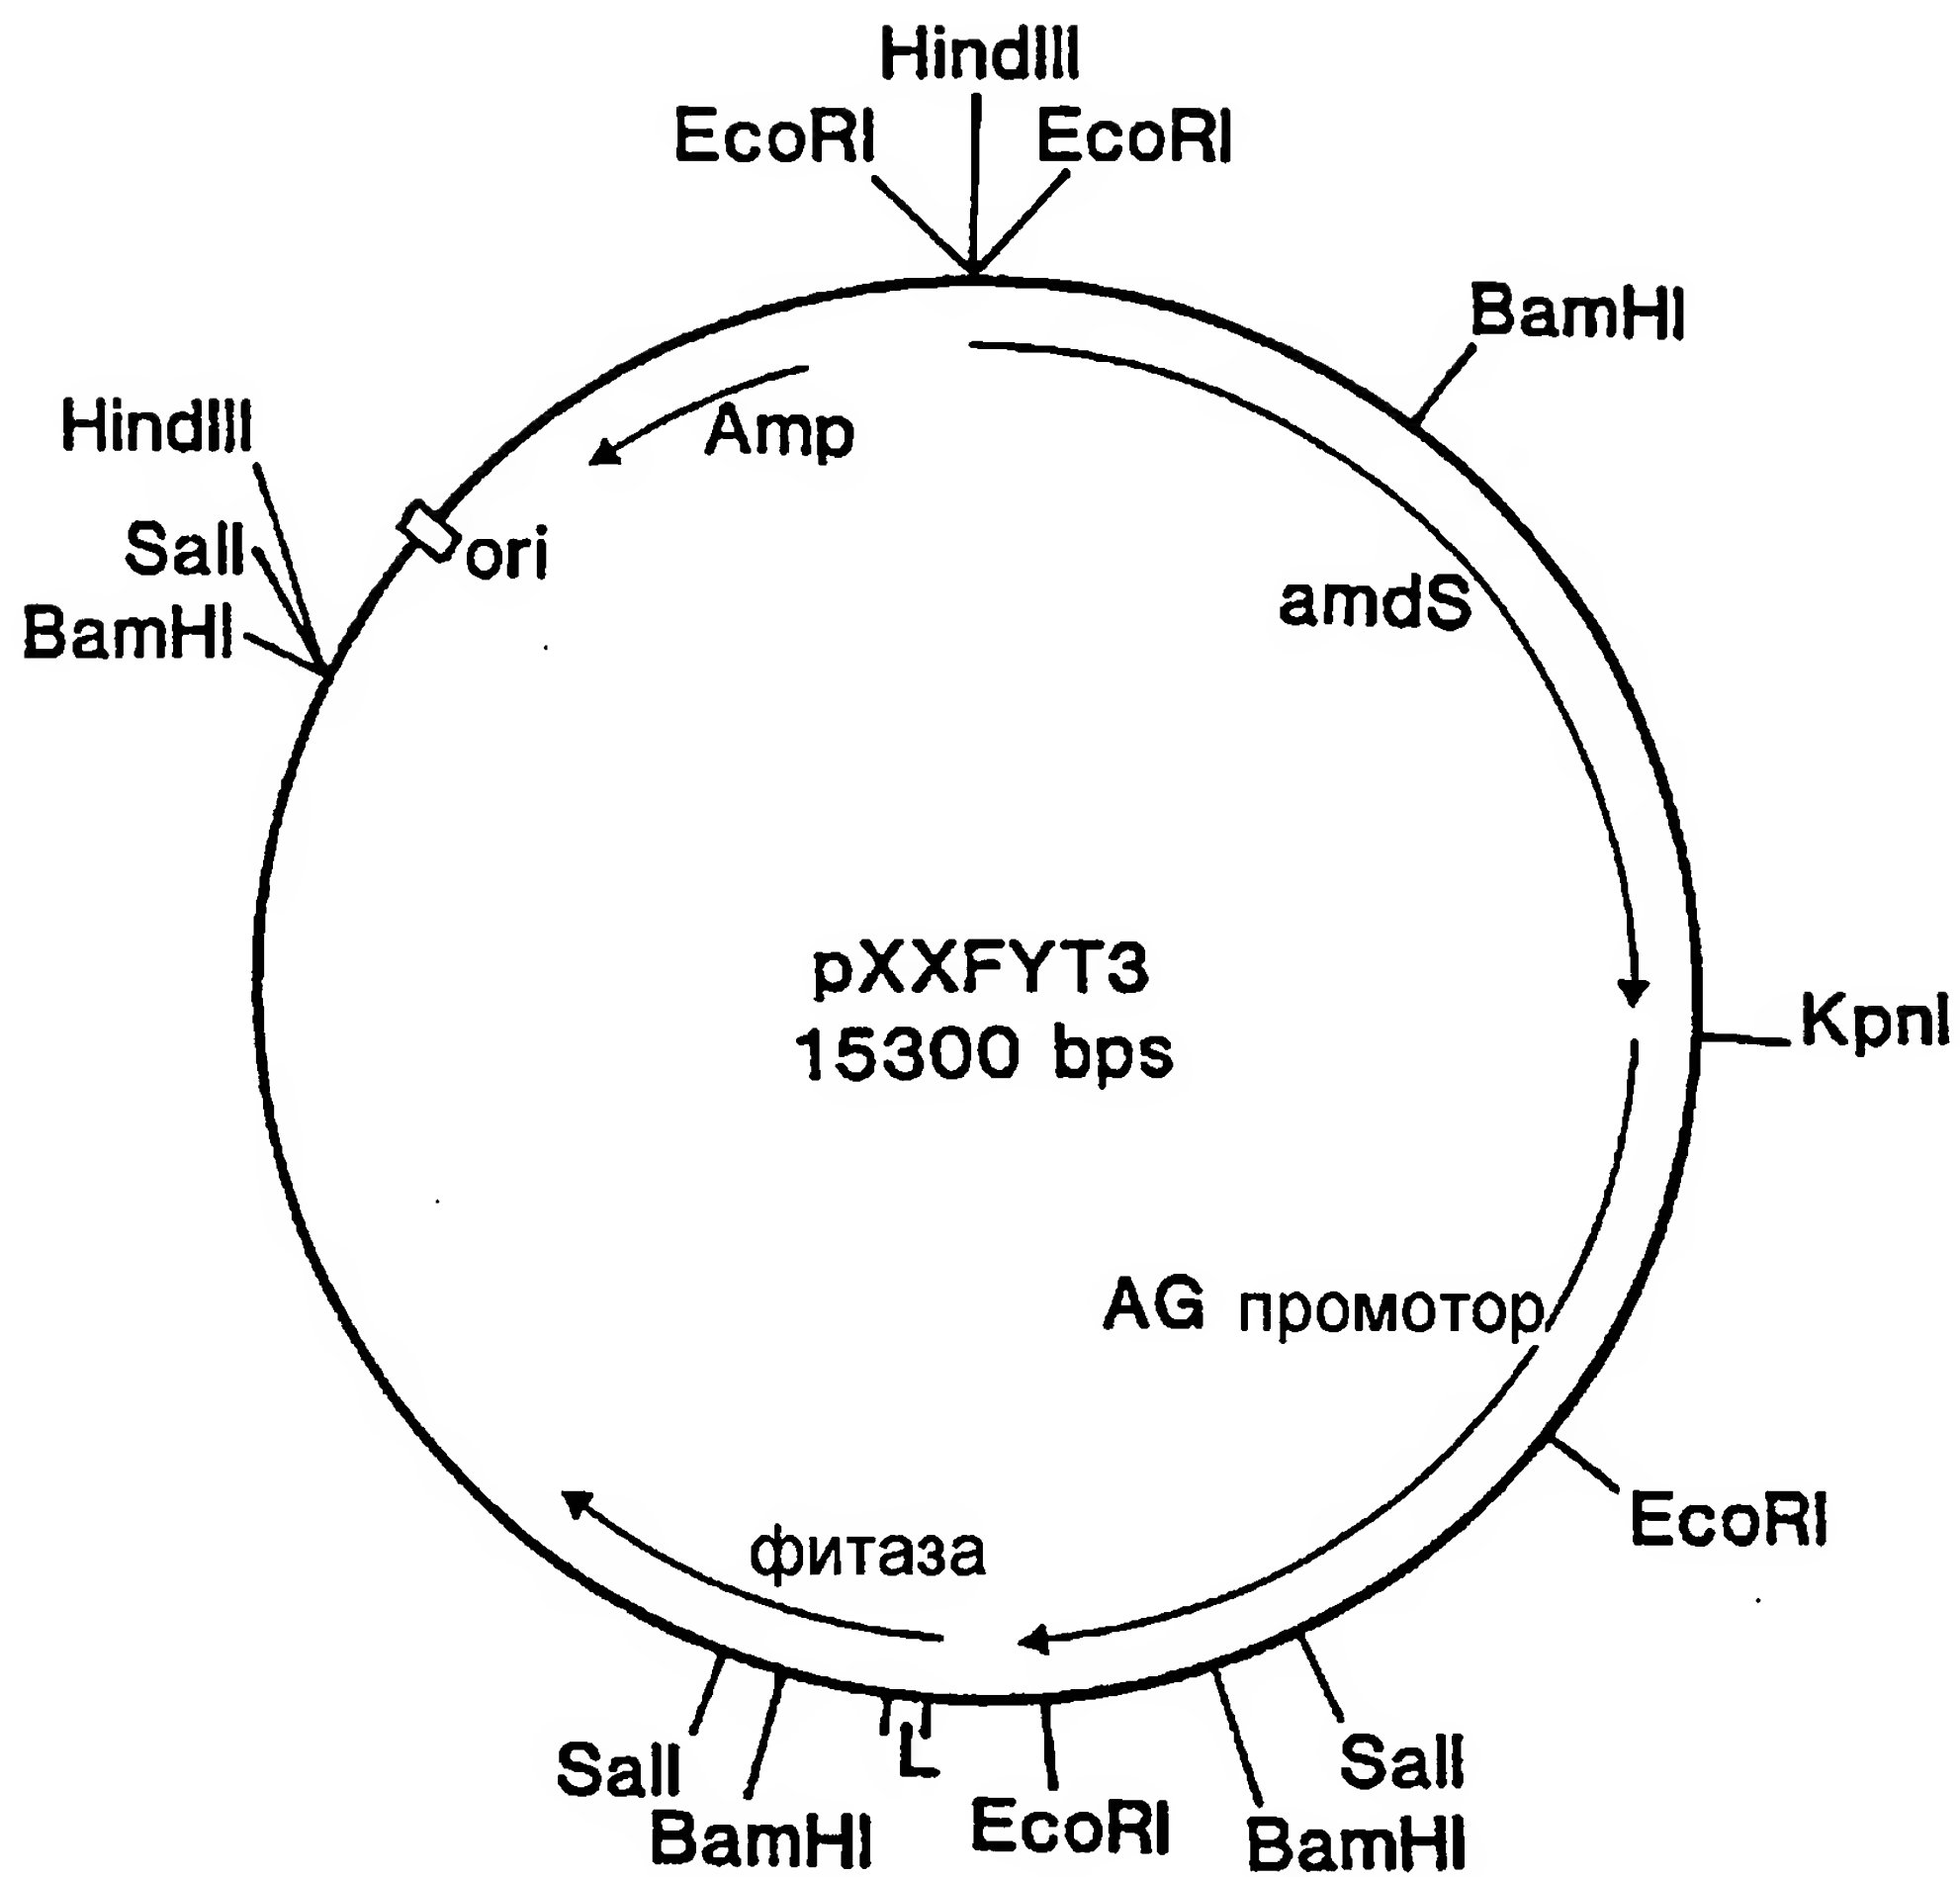 HindIII
EcoRI
EcoRI
BamHI
HindIII
Amp
SalI
ori
amdS
BamHI
pXXFYT3
15300 bps
KpnI
AG промотор
EcoRI
фитаза
SalI
L
SalI
BamHI
EcoRI
BamHI